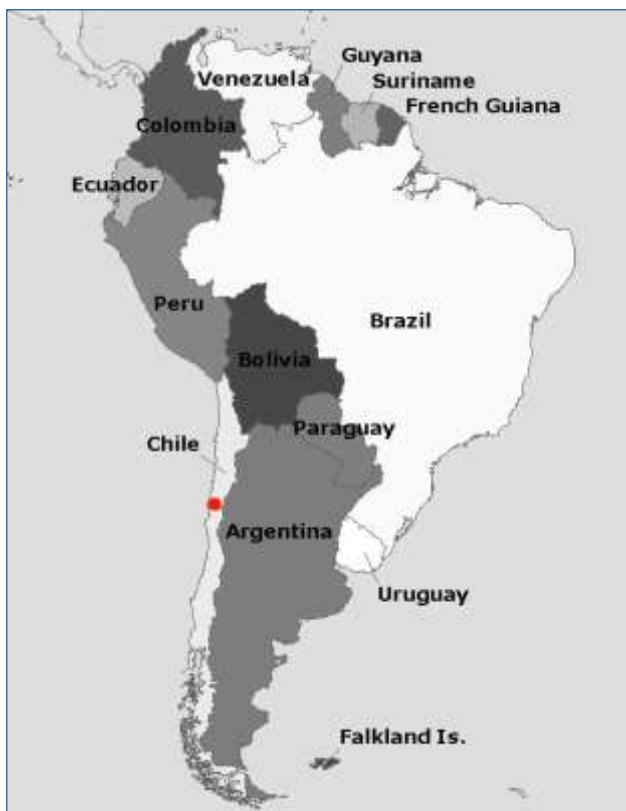 Guyana
Venezuela
Suriname
French Guiana
Colombia
Ecuador
Peru
Brazil
Bolivia
Paraguay
Chile
Argentina
Uruguay
Falkland Is.